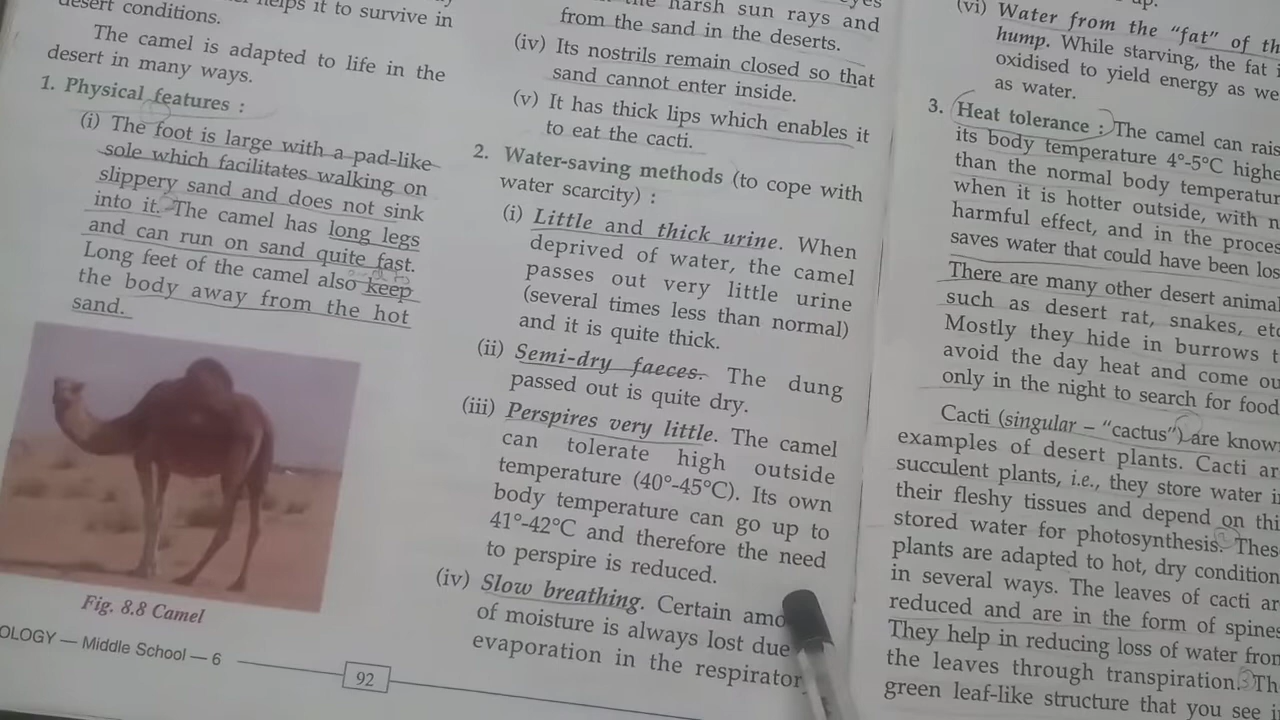 desert conditions.
helps it to survive in
The camel is adapted to life in the
desert in many ways.
1. Physical features :
(i) The foot is large with a pad-like
sole which facilitates walking on
slippery sand and does not sink
into it. The camel has long legs
and can run on sand quite fast.
Long feet of the camel also keep
the body away from the hot
sand.
Fig. 8.8 Camel
OLOGY — Middle School — 6
92
harsh sun rays and
from the sand in the deserts.
(iv) Its nostrils remain closed so that
sand cannot enter inside.
(v) It has thick lips which enables it
to eat the cacti.
2. Water-saving methods (to cope with
water scarcity) :
(i) Little and thick urine. When
deprived of water, the camel
passes out very little urine
(several times less than normal)
and it is quite thick.
(ii) Semi-dry faeces. The dung
passed out is quite dry.
(iii) Perspires very little. The camel
can tolerate high outside
temperature (40°-45°C). Its own
body temperature can go up to
41°-42°C and therefore the need
to perspire is reduced.
(iv) Slow breathing. Certain amo
of moisture is always lost due
evaporation in the respirator
up.
(vi) Water from the "fat" of th
hump. While starving, the fat i
oxidised to yield energy as we
as water.
3. Heat tolerance : The camel can rais
its body temperature 4°-5°C highe
than the normal body temperatur
when it is hotter outside, with n
harmful effect, and in the proces
saves water that could have been los
There are many other desert animal
such as desert rat, snakes, etc
Mostly they hide in burrows t
avoid the day heat and come ou
only in the night to search for food
Cacti (singular – "cactus") are known
examples of desert plants. Cacti ar
succulent plants, i.e., they store water i
their fleshy tissues and depend on thi
stored water for photosynthesis. Thes
plants are adapted to hot, dry condition
in several ways. The leaves of cacti ar
reduced and are in the form of spines
They help in reducing loss of water from
the leaves through transpiration. Th
green leaf-like structure that you see i